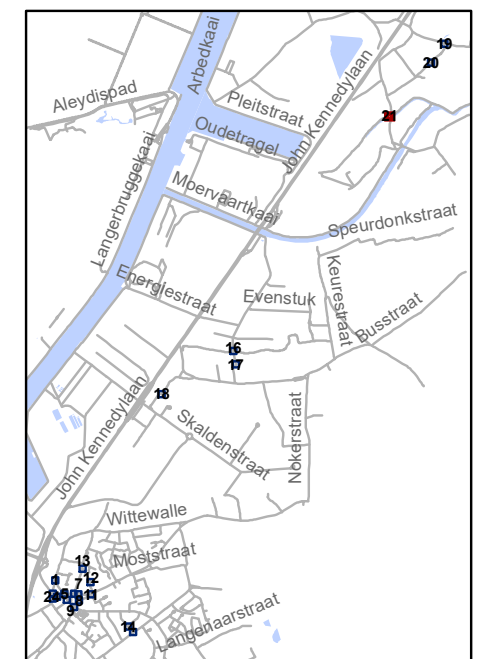 Arbedkaai
19
20
Aleydispad
Pleitstraat
John Kennedylaan
21
Oudetragel
Langerbruggekaai
Moervaartkaai
Speurdonkstraat
Energiestraat
Evenstuk
Keurestraat
Busstraat
16
17
18
John Kennedylaan
Skaldenstraat
Nokerstraat
Wittewalle
Moststraat
13
12
7
11
9
14
Langenaarstraat